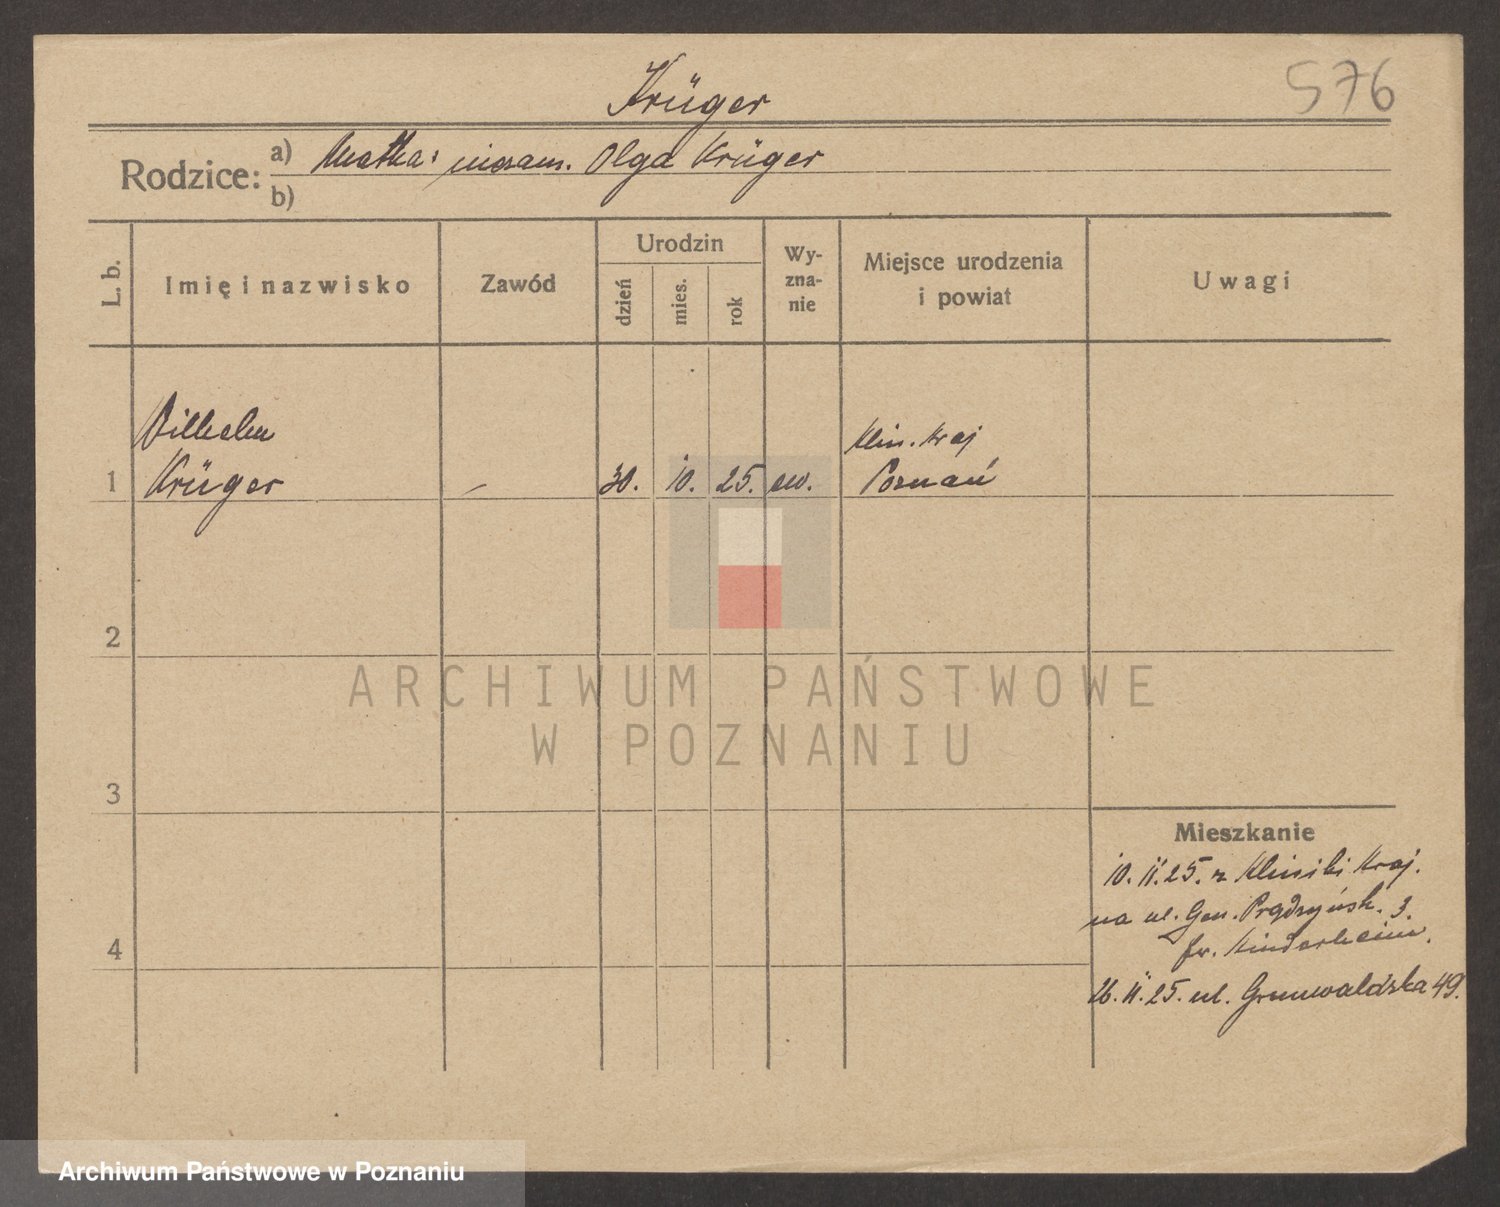 Krüger
576
Rodzice: a) Matka: niezam. Olga Krüger
b)
L. b.
Imię i nazwisko
Zawód
Urodzin
dzień
mies.
rok
Wy-
zna-
nie
Miejsce urodzenia
i powiat
Uwagi
Wilhelm
Klin. Kraj
1 Krüger – 30. 10. 25. ew. Poznań
2
3
4
Mieszkanie
10. 11. 25. z Kliniki Kraj.
na ul. Gen. Prądzyńsk. 3.
fr. Kinderheim.
26. 11. 25. ul. Grunwaldzka 49.
ARCHIWUM PAŃSTWOWE
W POZNANIU
Archiwum Państwowe w Poznaniu